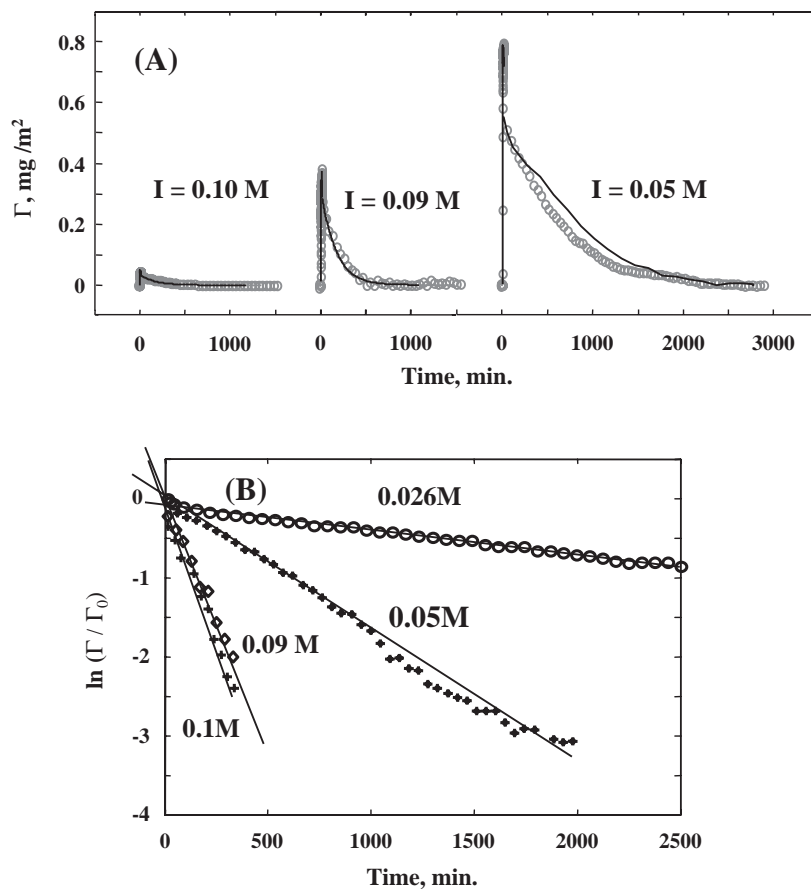 (A)
0.8
0.6
0.4
0.2
0
Γ, mg /m²
I = 0.10 M
I = 0.09 M
I = 0.05 M
0 1000 0 1000 0 1000 2000 3000
Time, min.
(B)
0
-1
-2
-3
-4
ln (Γ / Γ₀)
0.026M
0.05M
0.09 M
0.1M
0 500 1000 1500 2000 2500
Time, min.